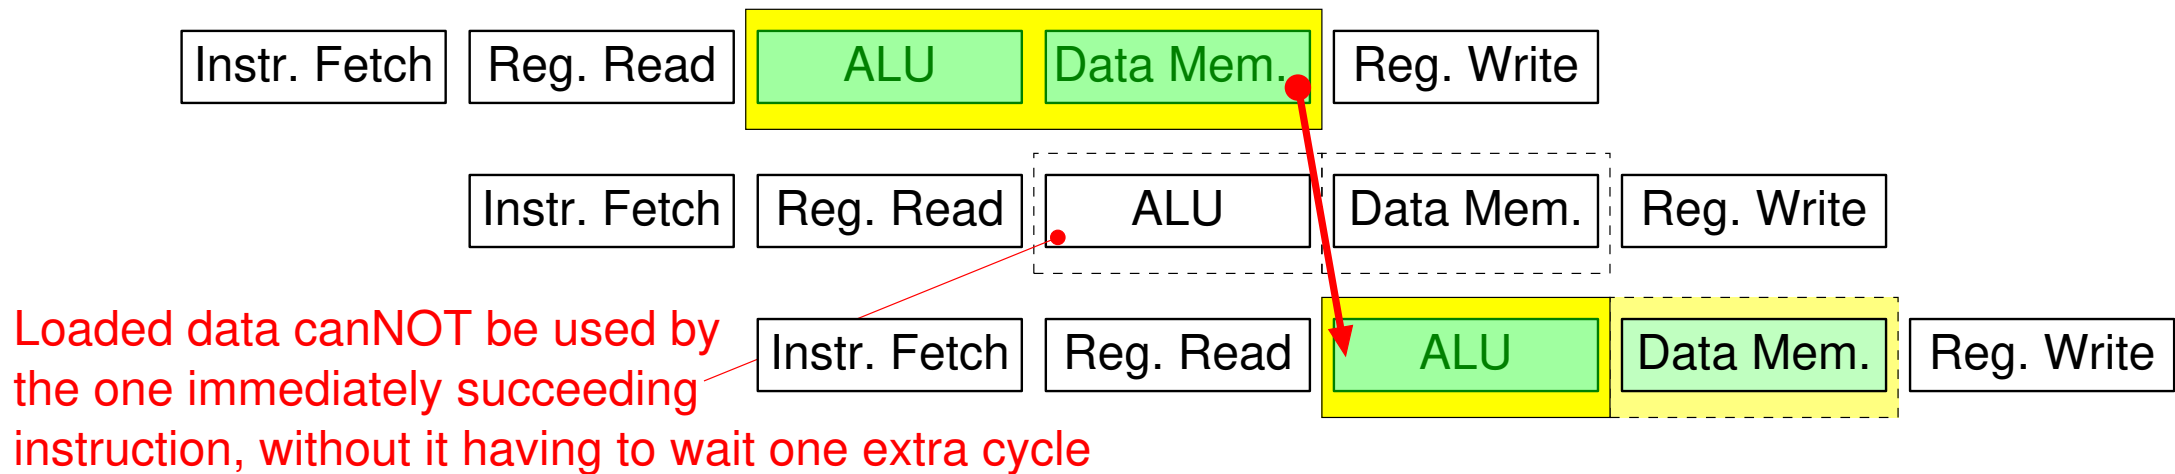 Instr. Fetch Reg. Read ALU Data Mem. Reg. Write
Instr. Fetch Reg. Read ALU Data Mem. Reg. Write
Instr. Fetch Reg. Read ALU Data Mem. Reg. Write
Loaded data canNOT be used by
the one immediately succeeding
instruction, without it having to wait one extra cycle